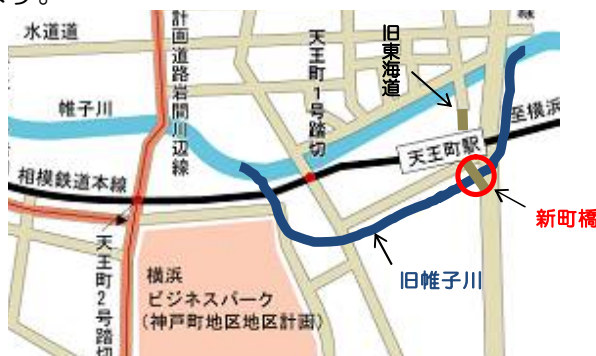 ます。
水道道
計画道路岩間川辺線
天王町1号踏切
旧東海道
線
帷子川
至横浜
天王町駅
相模鉄道本線
新町橋
天王町2号踏切
横浜
ビジネスパーク
(神戸町地区地区計画)
旧帷子川